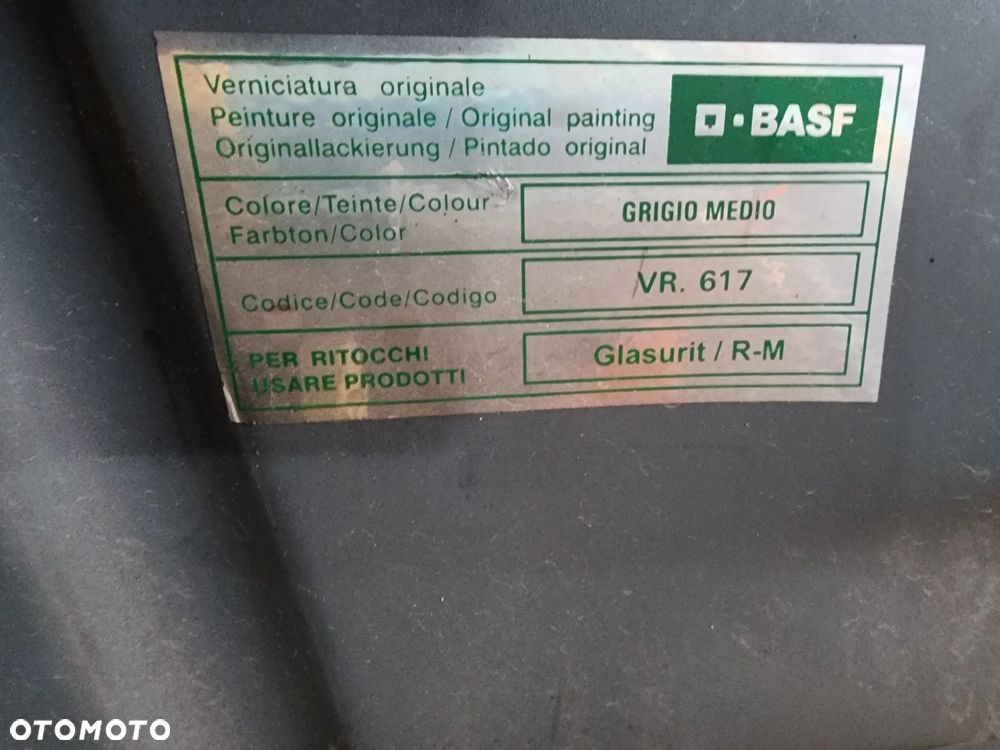 Verniciatura originale
Peinture originale / Original painting
Originallackierung / Pintado original
BASF
Colore/Teinte/Colour
Farbton/Color
GRIGIO MEDIO
Codice/Code/Codigo
VR. 617
PER RITOCCHI
USARE PRODOTTI
Glasurit / R-M
OTOMOTO